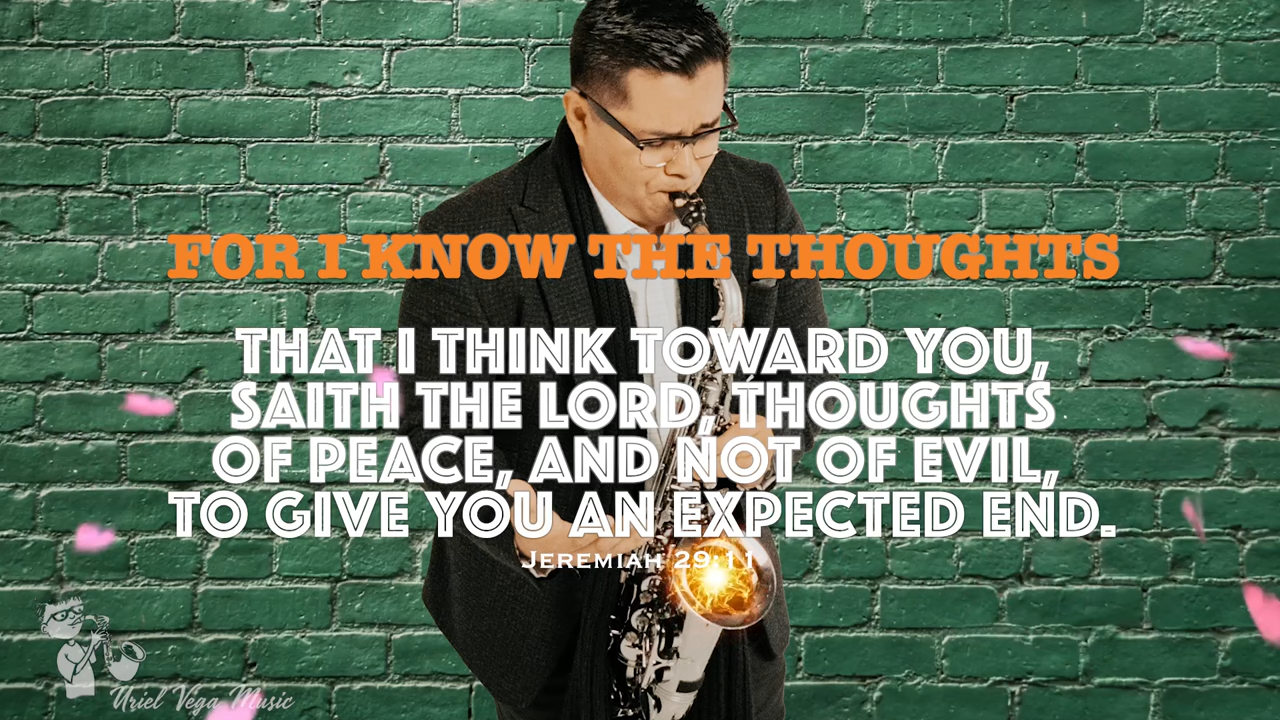 FOR I KNOW THE THOUGHTS
THAT I THINK TOWARD YOU,
SAITH THE LORD, THOUGHTS
OF PEACE, AND NOT OF EVIL,
TO GIVE YOU AN EXPECTED END.
JEREMIAH 29:11
Uriel Vega Music